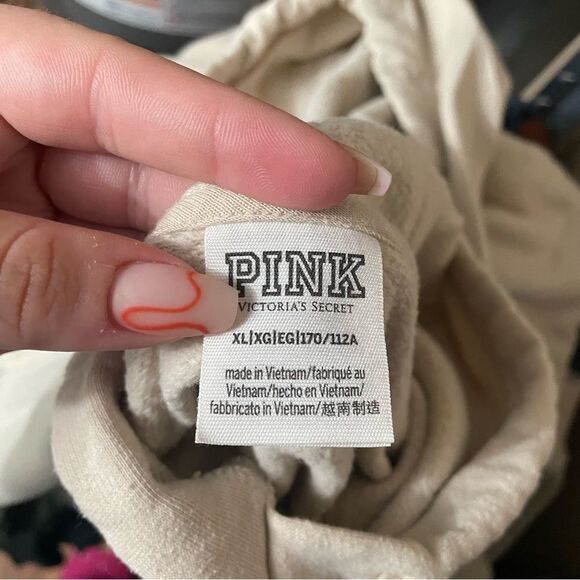 PINK
VICTORIA'S SECRET
XL|XG|EG|170/112A
made in Vietnam/fabriqué au
Vietnam/hecho en Vietnam/
fabbricato in Vietnam/越南制造